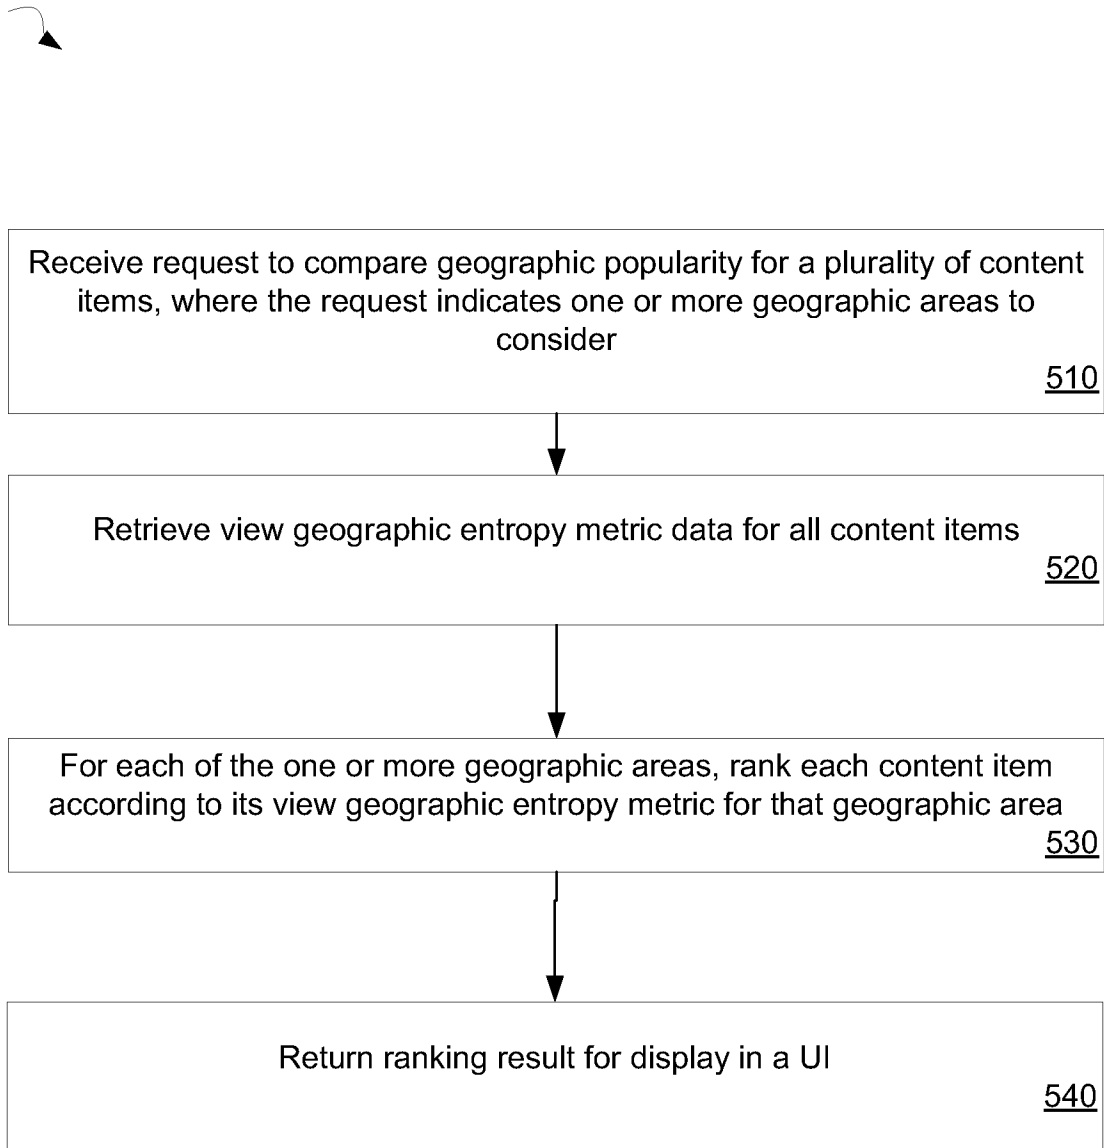 Receive request to compare geographic popularity for a plurality of content
items, where the request indicates one or more geographic areas to
consider
510
Retrieve view geographic entropy metric data for all content items
520
For each of the one or more geographic areas, rank each content item
according to its view geographic entropy metric for that geographic area
530
Return ranking result for display in a UI
540